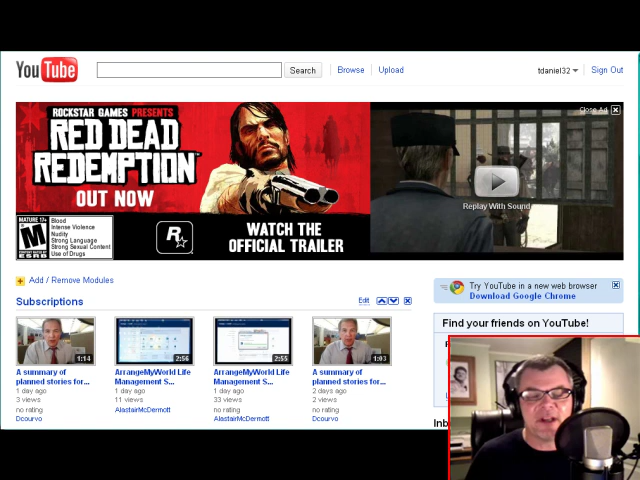 YouTube
Search
Browse
Upload
tdaniel32
Sign Out
ROCKSTAR GAMES PRESENTS
RED DEAD
REDEMPTION
OUT NOW
Close Ad X
Replay With Sound
MATURE 17+
M
ESRB
Blood
Intense Violence
Nudity
Strong Language
Strong Sexual Content
Use of Drugs
R
WATCH THE
OFFICIAL TRAILER
Add / Remove Modules
Subscriptions
Edit
1:14
2:56
2:55
1:03
A summary of
planned stories for...
1 day ago
3 views
no rating
Dcourvo
ArrangeMyWorld Life
Management S...
1 day ago
11 views
AlastairMcDermott
ArrangeMyWorld Life
Management S...
1 day ago
33 views
no rating
AlastairMcDermott
A summary of
planned stories for...
2 days ago
2 views
no rating
Dcourvo
Try YouTube in a new web browser
Download Google Chrome
Find your friends on YouTube!